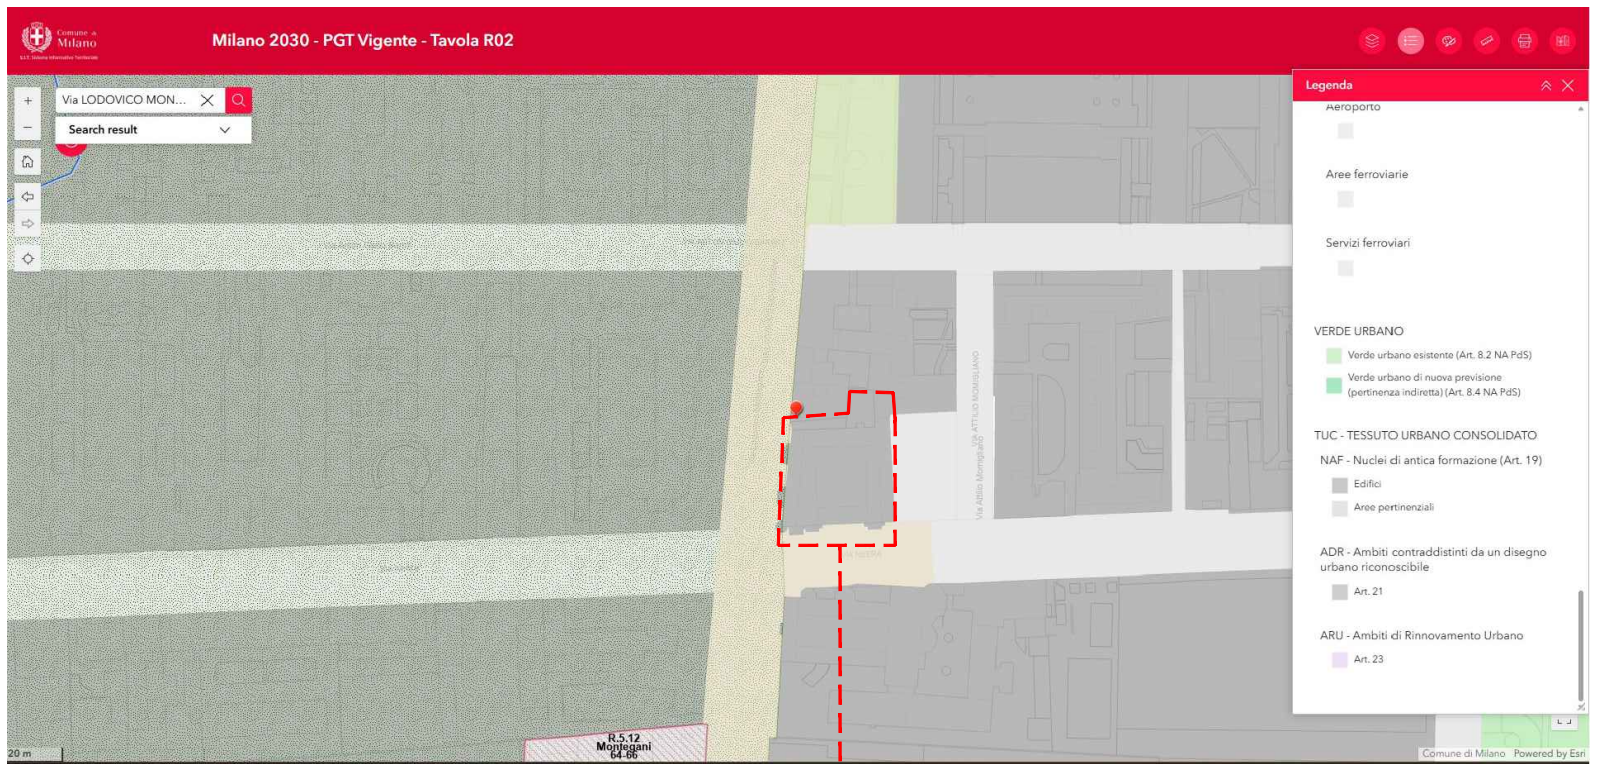 Comune di
Milano
Milano 2030 - PGT Vigente - Tavola R02
Via LODOVICO MON...
Search result
Legenda
Aeroporto
Aree ferroviarie
Servizi ferroviari
VERDE URBANO
Verde urbano esistente (Art. 8.2 NA PdS)
Verde urbano di nuova previsione
(pertinenza indiretta) (Art. 8.4 NA PdS)
TUC - TESSUTO URBANO CONSOLIDATO
NAF - Nuclei di antica formazione (Art. 19)
Edifici
Aree pertinenziali
ADR - Ambiti contraddistinti da un disegno
urbano riconoscibile
Art. 21
ARU - Ambiti di Rinnovamento Urbano
Art. 23
VIA ATTILIO MOMIGLIANO
Via Attilio Momigliano
R.5.12
Montegani
64-66
20 m
Comune di Milano Powered by Esri